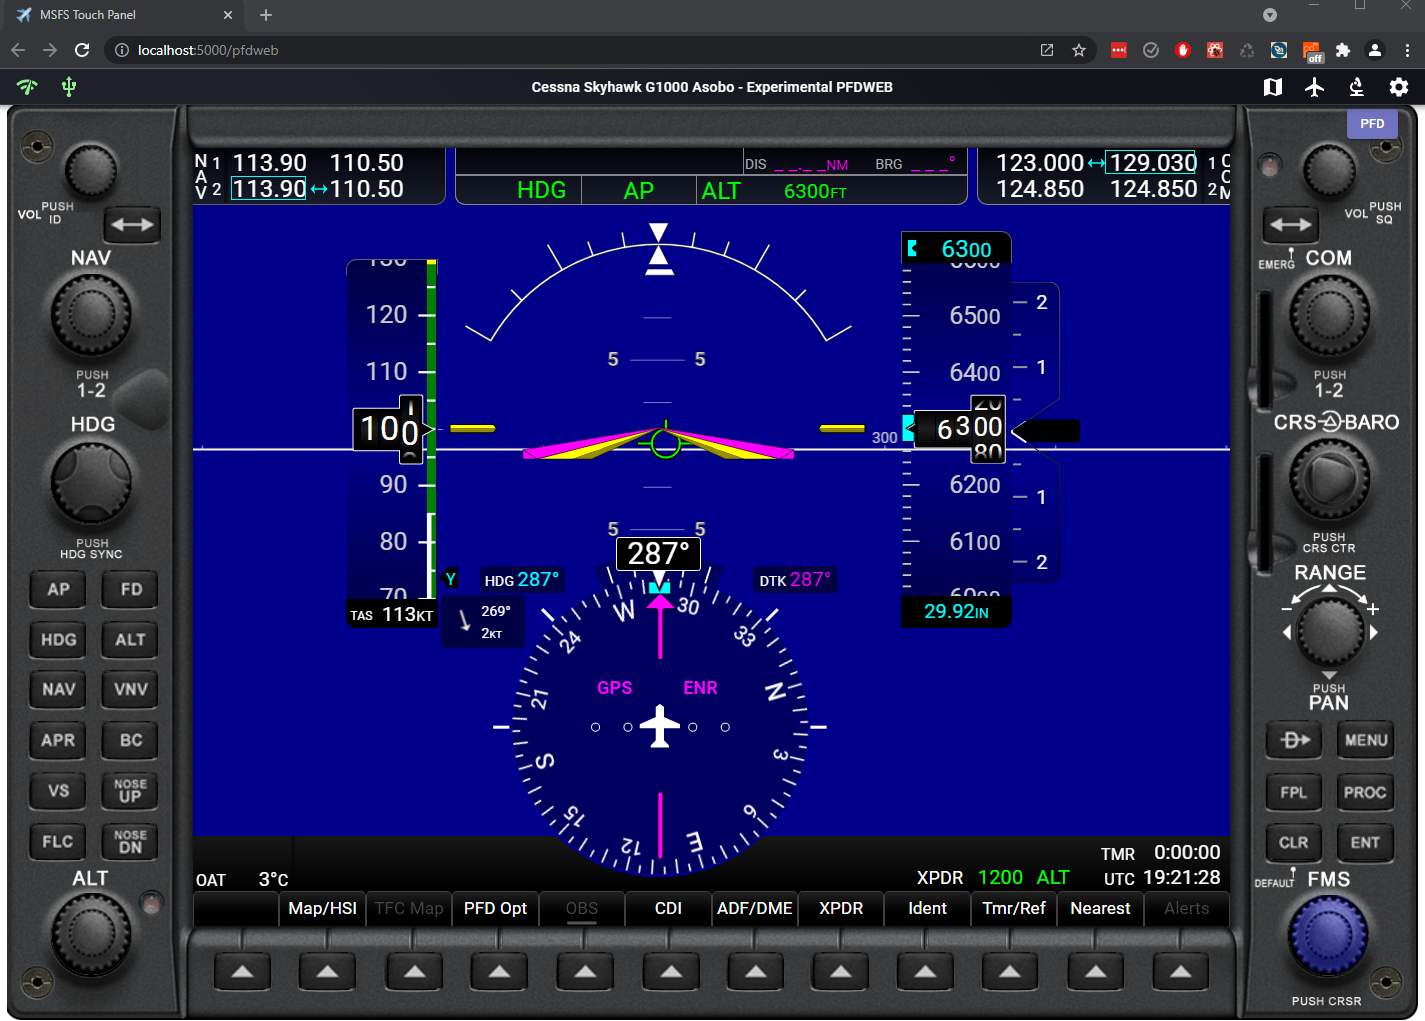 MSFS Touch Panel
localhost:5000/pfdweb
off
Cessna Skyhawk G1000 Asobo - Experimental PFDWEB
PFD
NAV
1 113.90 110.50
2 113.90 ↔ 110.50
DIS _ _._ _NM BRG _ _ _°
HDG AP ALT 6300FT
123.000 ↔ 129.030 1
124.850 124.850 2
COM
VOL PUSH ID
NAV
PUSH
1-2
HDG
PUSH
HDG SYNC
AP FD
HDG ALT
NAV VNV
APR BC
VS NOSE UP
FLC NOSE DN
ALT
130
120
110
100
90
80
70
TAS 113KT
5 5
5 5
6300
6500
6400
20
6300
80
300
6200
6100
6000
29.92IN
2
1
1
2
287°
Y
HDG 287°
DTK 287°
269°
2KT
W 30 33 N 3 6 E 12 15 S 21 24
GPS ENR
OAT 3°C
TMR 0:00:00
XPDR 1200 ALT UTC 19:21:28
Map/HSI TFC Map PFD Opt OBS CDI ADF/DME XPDR Ident Tmr/Ref Nearest Alerts
VOL PUSH SQ
EMERG
COM
PUSH
1-2
CRS BARO
PUSH
CRS CTR
RANGE
- +
PUSH
PAN
D MENU
FPL PROC
CLR ENT
DEFAULT
FMS
PUSH CRSR